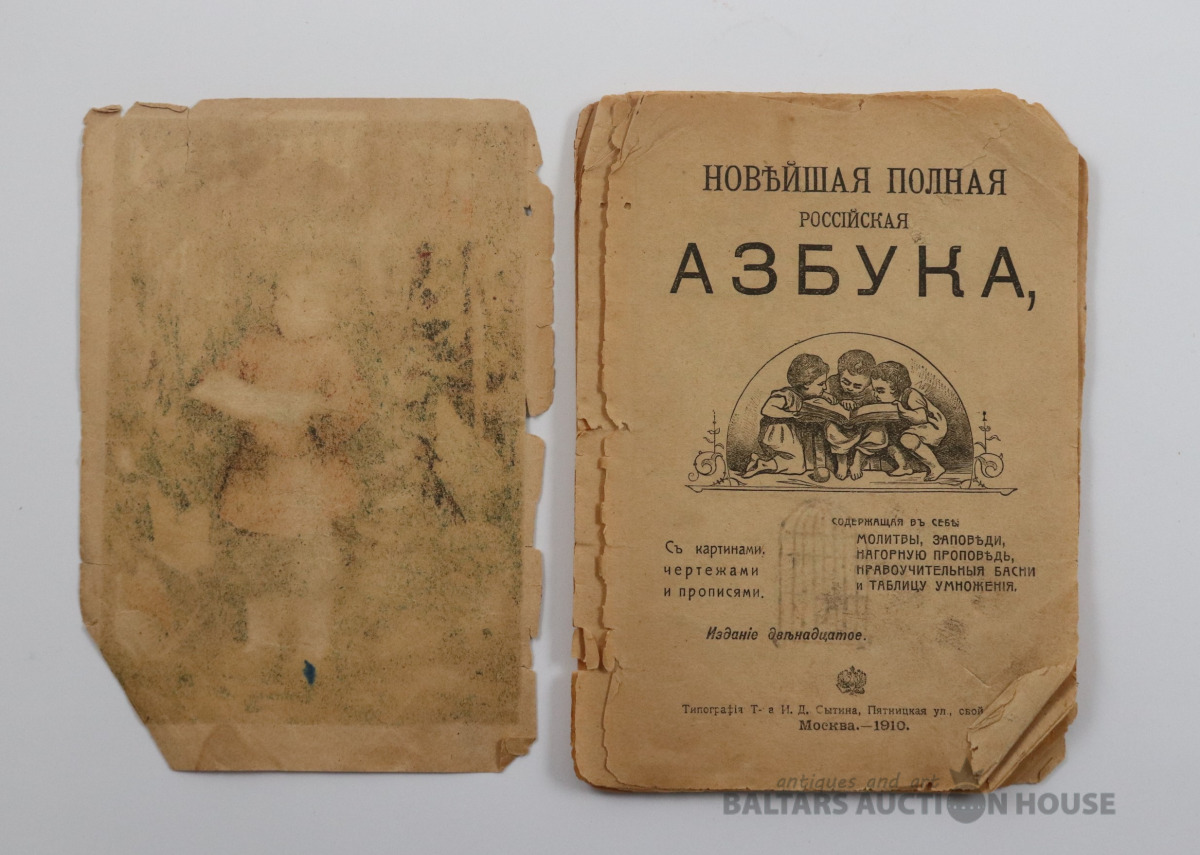 НОВѢЙШАЯ ПОЛНАЯ
РОССІЙСКАЯ
АЗБУКА,
СОДЕРЖАЩАЯ ВЪ СЕБѢ
МОЛИТВЫ, ЗАПОВѢДИ,
НАГОРНУЮ ПРОПОВѢДЬ,
НРАВОУЧИТЕЛЬНЫЯ БАСНИ
и ТАБЛИЦУ УМНОЖЕНІЯ.
Съ картинами,
чертежами
и прописями.
Изданіе двѣнадцатое.
Типографія Т-ва И. Д. Сытина, Пятницкая ул., свой
Москва.—1910.
antiques and art
BALTARS AUCTION HOUSE